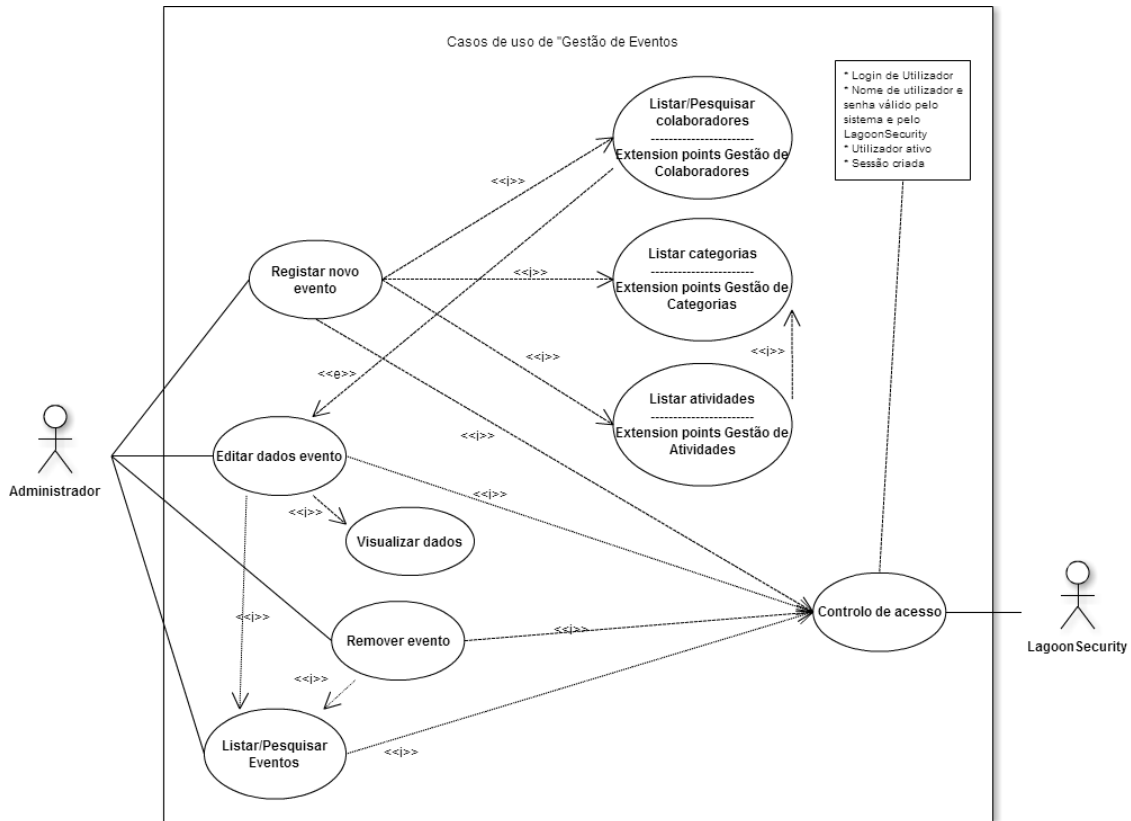 Casos de uso de "Gestão de Eventos
* Login de Utilizador
* Nome de utilizador e
senha válido pelo
sistema e pelo
LagoonSecurity
* Utilizador ativo
* Sessão criada
Listar/Pesquisar
colaboradores
------------------------
Extension points Gestão de
Colaboradores
<<i>>
Registar novo
evento
<<i>>
Listar categorias
------------------------
Extension points Gestão de
Categorias
<<i>>
<<i>>
<<e>>
Listar atividades
------------------------
Extension points Gestão de
Atividades
<<i>>
Editar dados evento
Administrador
<<i>>
<<i>>
Visualizar dados
<<i>>
Remover evento
<<i>>
Controlo de acesso
LagoonSecurity
<<i>>
Listar/Pesquisar
Eventos
<<i>>